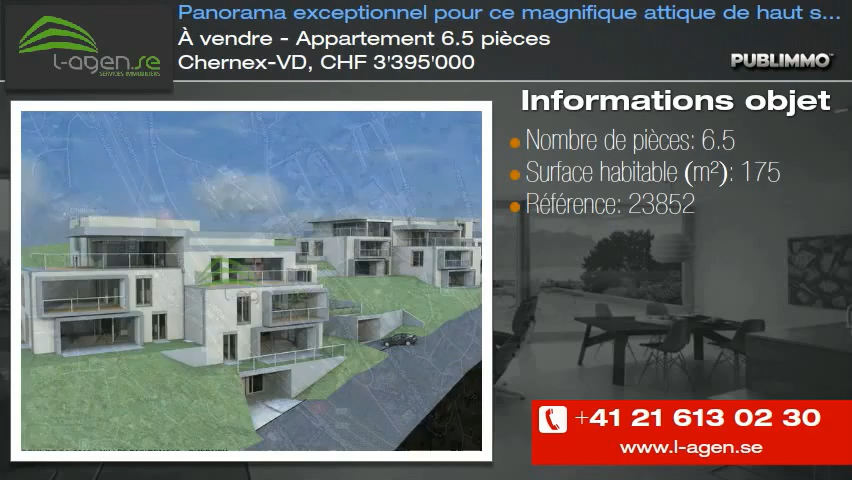 Panorama exceptionnel pour ce magnifique attique de haut s...
À vendre - Appartement 6.5 pièces
Chernex-VD, CHF 3'395'000
l-agen.se
SERVICES IMMOBILIERS
PUBLIMMO
Informations objet
Nombre de pièces: 6.5
Surface habitable (m²): 175
Référence: 23852
+41 21 613 02 30
www.l-agen.se